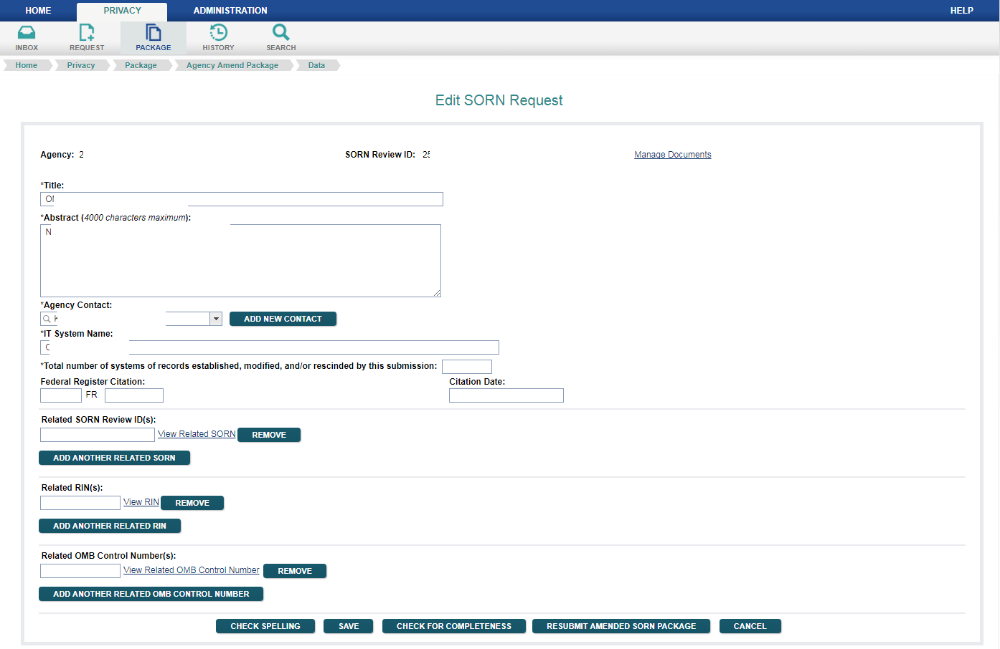 HOME PRIVACY ADMINISTRATION HELP
INBOX REQUEST PACKAGE HISTORY SEARCH
Home Privacy Package Agency Amend Package Data
Edit SORN Request
Agency: 2 SORN Review ID: 25 Manage Documents
*Title:
*Abstract (4000 characters maximum):
N
*Agency Contact:
ADD NEW CONTACT
*IT System Name:
*Total number of systems of records established, modified, and/or rescinded by this submission:
Federal Register Citation: Citation Date:
FR
Related SORN Review ID(s):
View Related SORN REMOVE
ADD ANOTHER RELATED SORN
Related RIN(s):
View RIN REMOVE
ADD ANOTHER RELATED RIN
Related OMB Control Number(s):
View Related OMB Control Number REMOVE
ADD ANOTHER RELATED OMB CONTROL NUMBER
CHECK SPELLING SAVE CHECK FOR COMPLETENESS RESUBMIT AMENDED SORN PACKAGE CANCEL